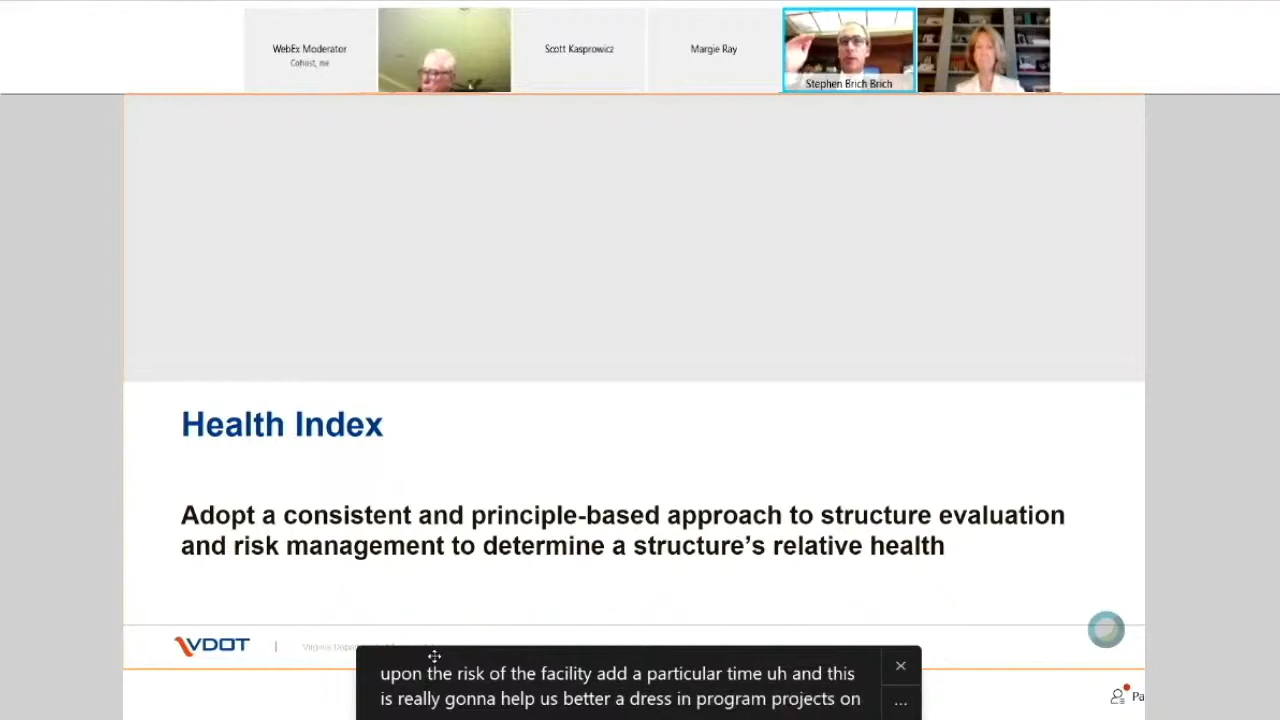 WebEx Moderator
Cohost, me
Scott Kasprowicz
Margie Ray
Stephen Brich Brich
Health Index
Adopt a consistent and principle-based approach to structure evaluation
and risk management to determine a structure's relative health
VDOT
Virginia
upon the risk of the facility add a particular time uh and this
is really gonna help us better a dress in program projects on
Pa